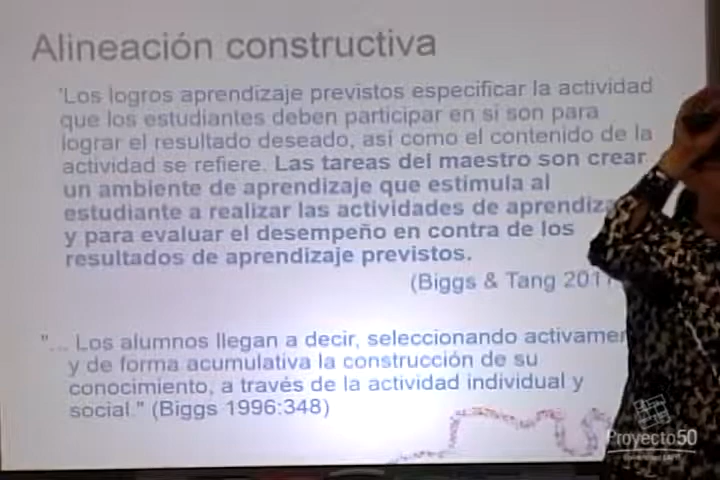 Alineación constructiva
'Los logros aprendizaje previstos especificar la actividad
que los estudiantes deben participar en si son para
lograr el resultado deseado, así como el contenido de la
actividad se refiere. Las tareas del maestro son crear
un ambiente de aprendizaje que estimula al
estudiante a realizar las actividades de aprendiza
y para evaluar el desempeño en contra de los
resultados de aprendizaje previstos.
(Biggs & Tang 2011
"... Los alumnos llegan a decir, seleccionando activamen
y de forma acumulativa la construcción de su
conocimiento, a través de la actividad individual y
social." (Biggs 1996:348)
Proyecto50